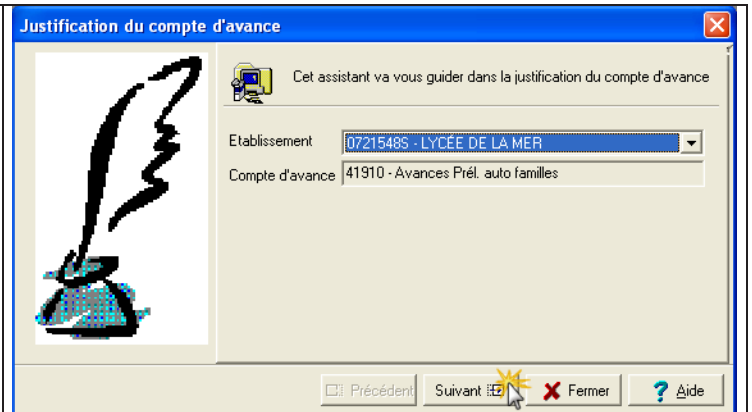 Justification du compte d'avance
Cet assistant va vous guider dans la justification du compte d'avance
Etablissement 0721548S - LYCÉE DE LA MER
Compte d'avance 41910 - Avances Prél. auto familles
Précédent Suivant Fermer ? Aide